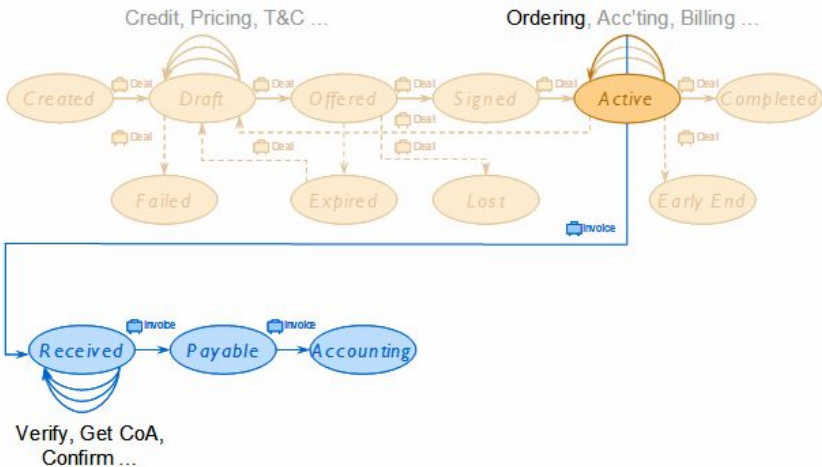 Credit, Pricing, T&C ...
Ordering, Acc'ting, Billing ...
Deal
Deal
Deal
Deal
Deal
Created
Draft
Offered
Signed
Active
Completed
Deal
Deal
Deal
Deal
Deal
Failed
Expired
Lost
Early End
Invoice
Invoice
Invoice
Received
Payable
Accounting
Verify, Get CoA,
Confirm ...